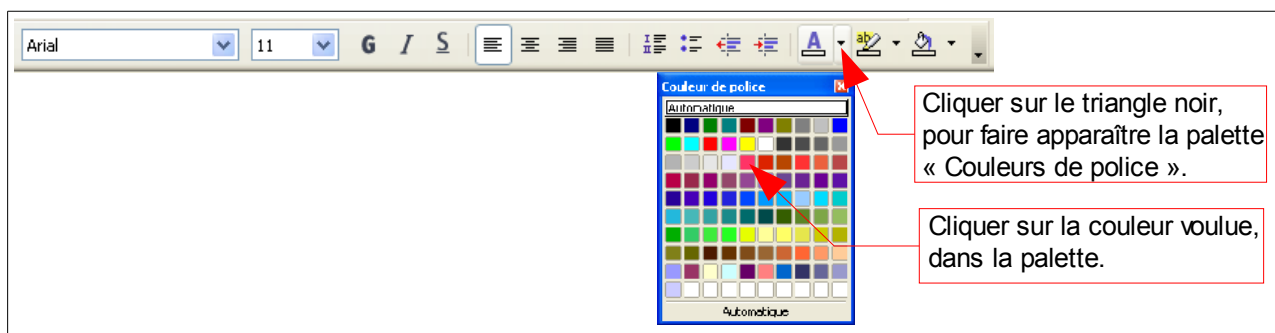 Arial 11 G I S A ab
Couleur de police
Automatique
Cliquer sur le triangle noir,
pour faire apparaître la palette
« Couleurs de police ».
Cliquer sur la couleur voulue,
dans la palette.
Automatique